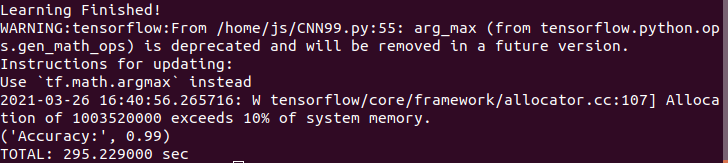 Learning Finished!
WARNING:tensorflow:From /home/js/CNN99.py:55: arg_max (from tensorflow.python.op
s.gen_math_ops) is deprecated and will be removed in a future version.
Instructions for updating:
Use `tf.math.argmax` instead
2021-03-26 16:40:56.265716: W tensorflow/core/framework/allocator.cc:107] Alloca
tion of 1003520000 exceeds 10% of system memory.
('Accuracy:', 0.99)
TOTAL: 295.229000 sec